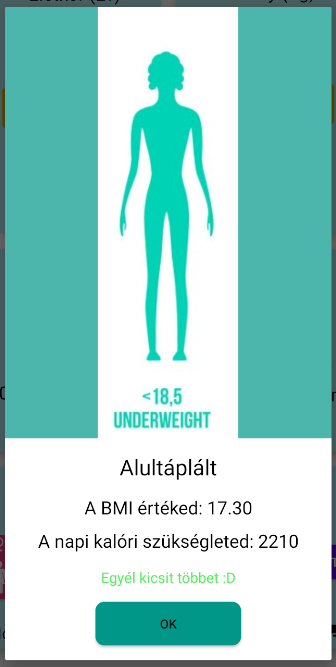 <18,5
UNDERWEIGHT
Alultáplált
A BMI értéked: 17.30
A napi kalóri szükségleted: 2210
Egyél kicsit többet :D
OK